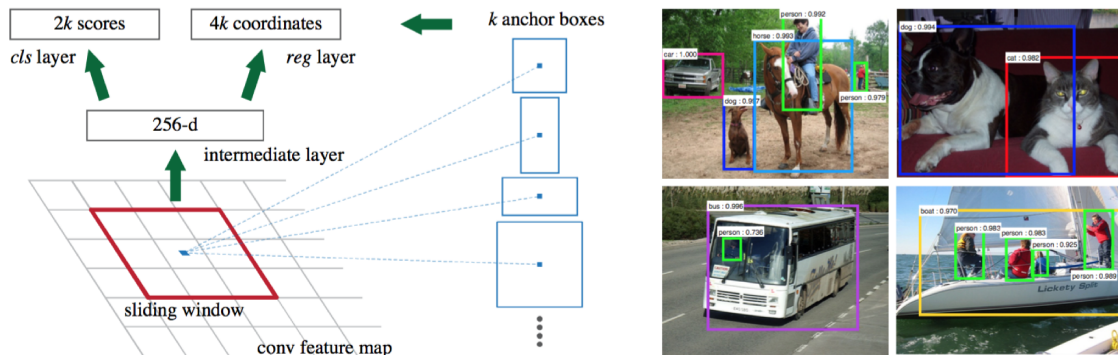 2k scores
4k coordinates
k anchor boxes
cls layer
reg layer
256-d
intermediate layer
sliding window
conv feature map
person : 0.992
horse : 0.993
car : 1.000
dog : 0.997
person : 0.979
dog : 0.994
cat : 0.982
bus : 0.996
person : 0.736
boat : 0.970
person : 0.983
person : 0.983
person : 0.925
person : 0.989
Lickety Split